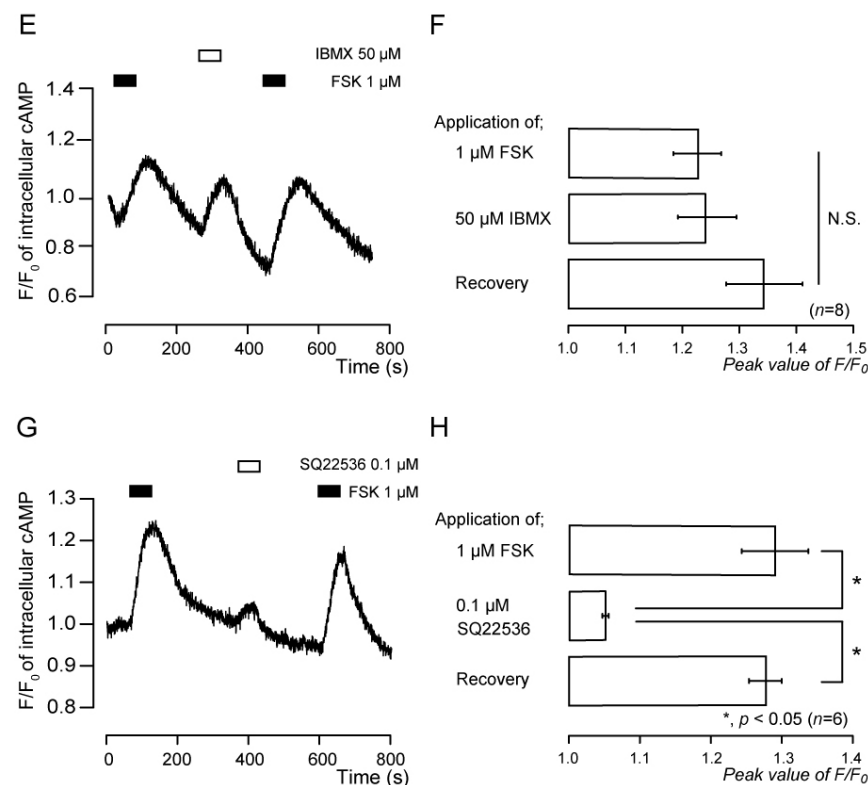 E
IBMX 50 µM
FSK 1 µM
F/F0 of intracellular cAMP
1.4
1.2
1.0
0.8
0.6
0 200 400 600 800
Time (s)
F
Application of;
1 µM FSK
50 µM IBMX
Recovery
N.S.
(n=8)
1.0 1.1 1.2 1.3 1.4 1.5
Peak value of F/F0
G
SQ22536 0.1 µM
FSK 1 µM
F/F0 of intracellular cAMP
1.3
1.2
1.1
1.0
0.9
0.8
0 200 400 600 800
Time (s)
H
Application of;
1 µM FSK
0.1 µM
SQ22536
Recovery
*
*
*, p < 0.05 (n=6)
1.0 1.1 1.2 1.3 1.4
Peak value of F/F0